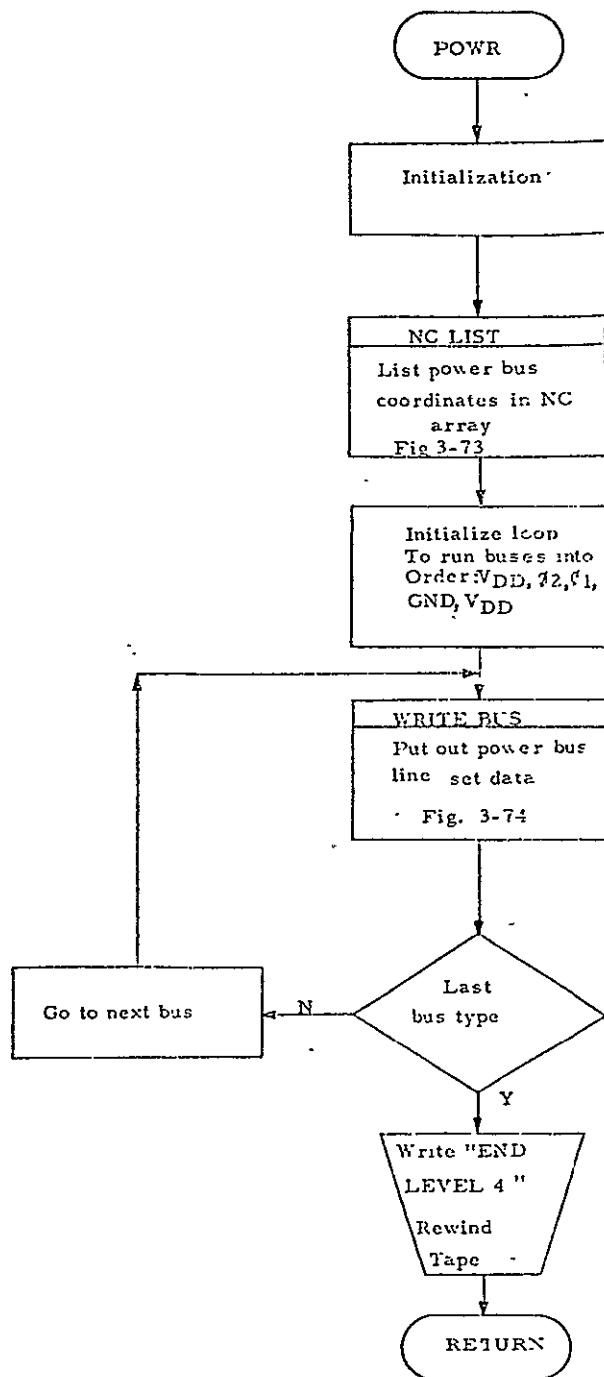 POWR
Initialization
NC LIST
List power bus
coordinates in NC
array
Fig 3-73
Initialize loop
To run buses into
Order: VDD, φ2, φ1,
GND, VDD
WRITE BUS
Put out power bus
line set data
Fig. 3-74
Last
bus type
N
Go to next bus
Y
Write "END
LEVEL 4"
Rewind
Tape
RETURN